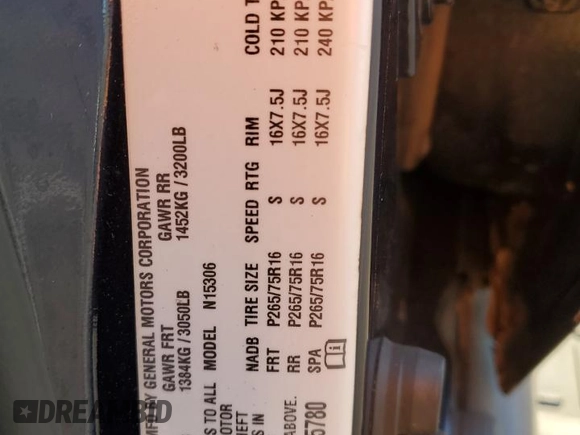 MFD BY GENERAL MOTORS CORPORATION
GAWR FRT GAWR RR
1384KG / 3050LB 1452KG / 3200LB
S TO ALL MODEL N15306
OTOR
HEFT
S IN
NADB TIRE SIZE SPEED RTG RIM COLD T
FRT P265/75R16 S 16X7.5J 210 KP
RR P265/75R16 S 16X7.5J 210 KP
SPA P265/75R16 S 16X7.5J 240 KP
ABOVE.
5780
DREAMBID